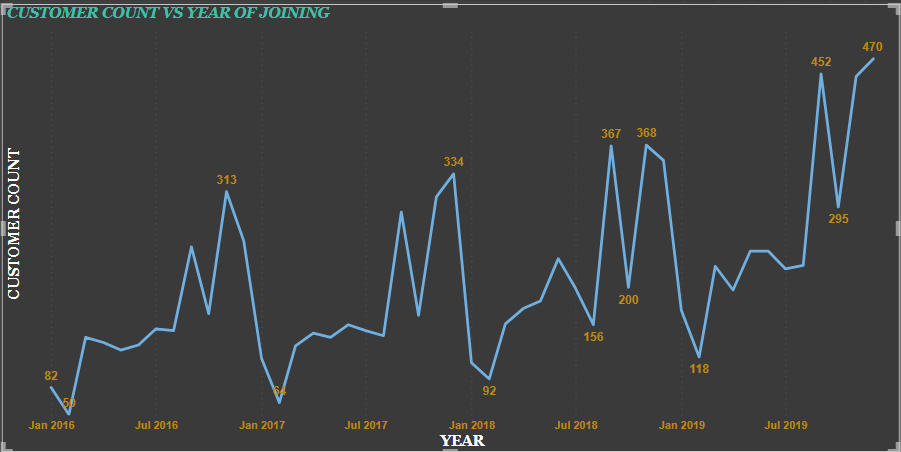 CUSTOMER COUNT VS YEAR OF JOINING
470
452
367
368
334
313
295
200
156
118
92
82
50
64
CUSTOMER COUNT
Jan 2016
Jul 2016
Jan 2017
Jul 2017
Jan 2018
Jul 2018
Jan 2019
Jul 2019
YEAR